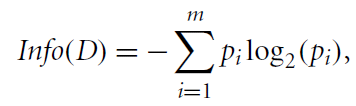 Info(D) = − ∑_{i=1}^{m} p_i log_2(p_i),